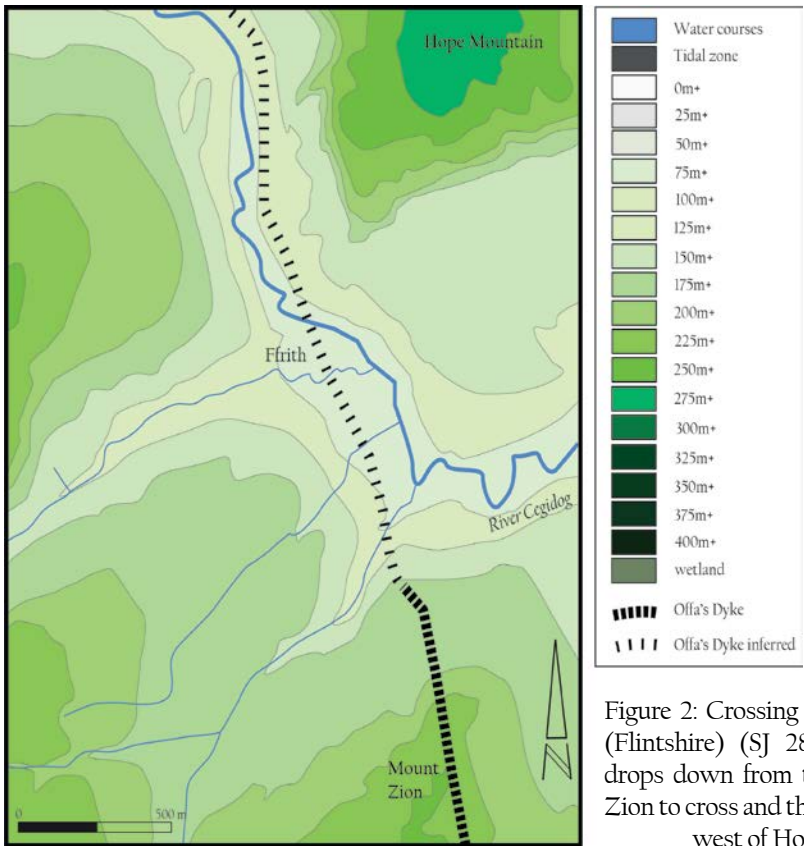 Hope Mountain
Ffrith
River Cegidog
Mount
Zion
0 500 m
N
Water courses
Tidal zone
0m+
25m+
50m+
75m+
100m+
125m+
150m+
175m+
200m+
225m+
250m+
275m+
300m+
325m+
350m+
375m+
400m+
wetland
Offa's Dyke
Offa's Dyke inferred
Figure 2: Crossing
(Flintshire) (SJ 28
drops down from t
Zion to cross and th
west of Ho